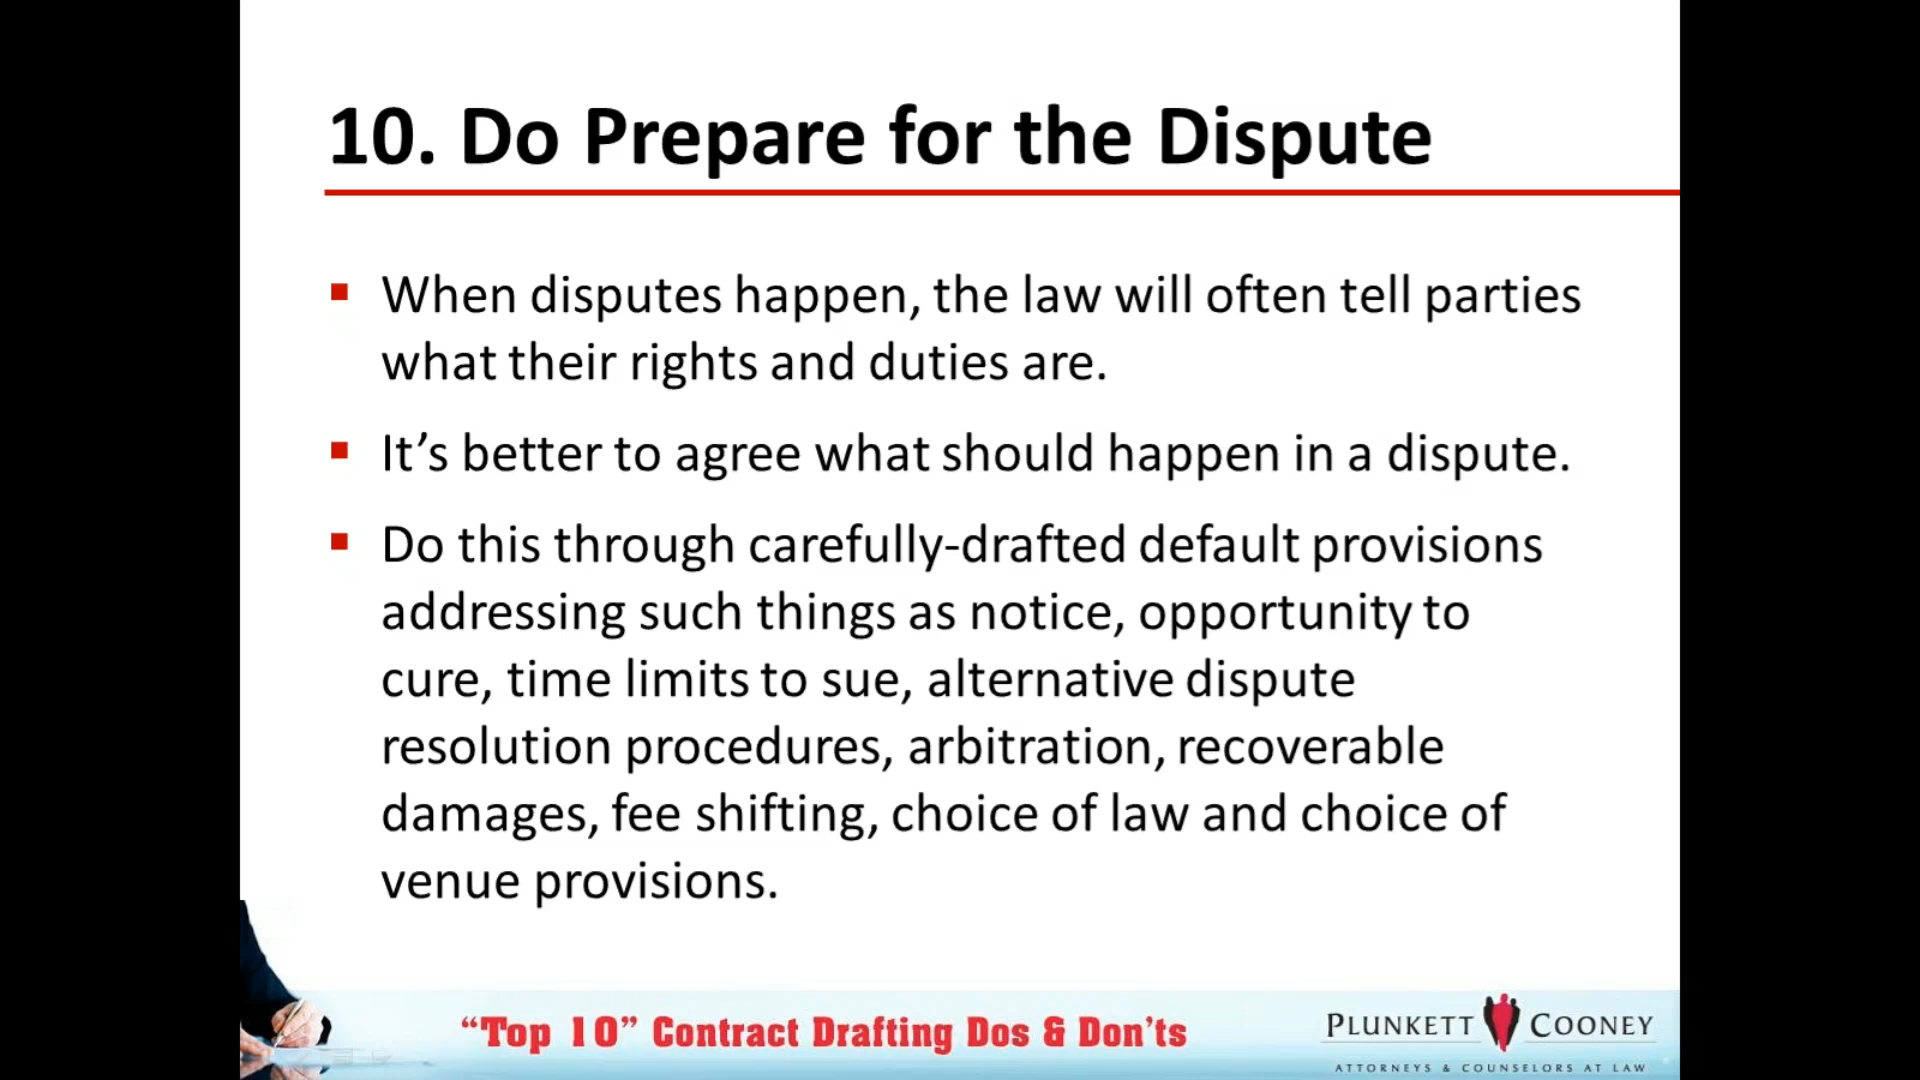 10. Do Prepare for the Dispute
▪ When disputes happen, the law will often tell parties
what their rights and duties are.
▪ It’s better to agree what should happen in a dispute.
▪ Do this through carefully-drafted default provisions
addressing such things as notice, opportunity to
cure, time limits to sue, alternative dispute
resolution procedures, arbitration, recoverable
damages, fee shifting, choice of law and choice of
venue provisions.
“Top 10” Contract Drafting Dos & Don’ts
PLUNKETT COONEY
ATTORNEYS & COUNSELORS AT LAW